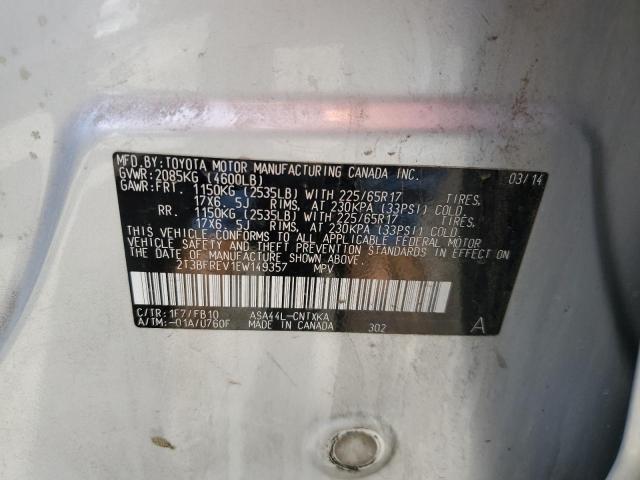 MFD.BY:TOYOTA MOTOR MANUFACTURING CANADA INC. 03/14
GVWR:2085KG (4600LB)
GAWR:FRT. 1150KG (2535LB) WITH 225/65R17 TIRES,
17X6.5J RIMS, AT 230KPA (33PSI) COLD
RR. 1150KG (2535LB) WITH 225/65R17 TIRES,
17X6.5J RIMS, AT 230KPA (33PSI) COLD
THIS VEHICLE CONFORMS TO ALL APPLICABLE FEDERAL MOTOR
VEHICLE SAFETY AND THEFT PREVENTION STANDARDS IN EFFECT ON
THE DATE OF MANUFACTURE SHOWN ABOVE.
2T3BFREV1EW149357 MPV
C/TR:1F7/FB10 ASA44L-CNTXKA
A/TM:-01A/U760F MADE IN CANADA 302 A